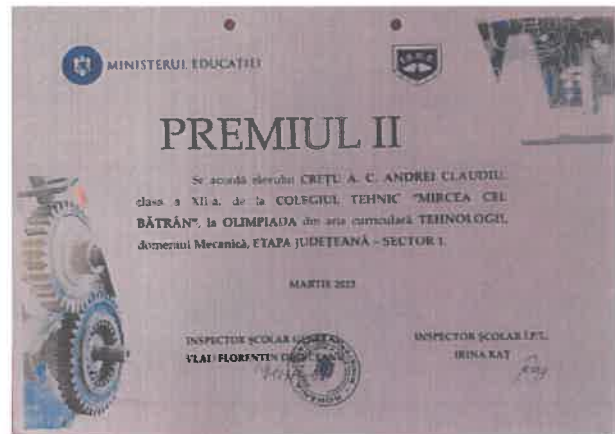 MINISTERUL EDUCAȚIEI
PREMIUL II
Se acordă elevului CREȚU A. C. ANDREI CLAUDIU,
clasa a XII-a, de la COLEGIUL TEHNIC "MIRCEA CEL
BĂTRÂN", la OLIMPIADA din aria curriculară TEHNOLOGII,
domeniul Mecanică, ETAPA JUDEȚEANĂ – SECTOR 1.
MARTIE 2023
INSPECTOR ȘCOLAR
VLAD FLORENTIN
INSPECTOR ȘCOLAR Î.P.T.,
IRINA